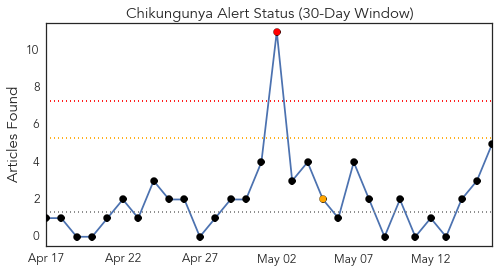 Chikungunya Alert Status (30-Day Window)
Articles Found
10
8
6
4
2
0
Apr 17 Apr 22 Apr 27 May 02 May 07 May 12